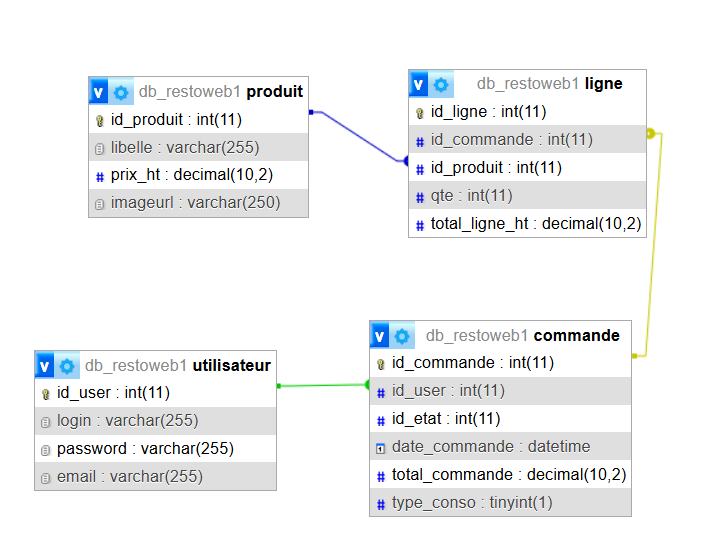 v db_restoweb1 produit
id_produit : int(11)
libelle : varchar(255)
# prix_ht : decimal(10,2)
imageurl : varchar(250)
v db_restoweb1 ligne
id_ligne : int(11)
# id_commande : int(11)
# id_produit : int(11)
# qte : int(11)
# total_ligne_ht : decimal(10,2)
v db_restoweb1 utilisateur
id_user : int(11)
login : varchar(255)
password : varchar(255)
email : varchar(255)
v db_restoweb1 commande
id_commande : int(11)
# id_user : int(11)
# id_etat : int(11)
date_commande : datetime
# total_commande : decimal(10,2)
# type_conso : tinyint(1)